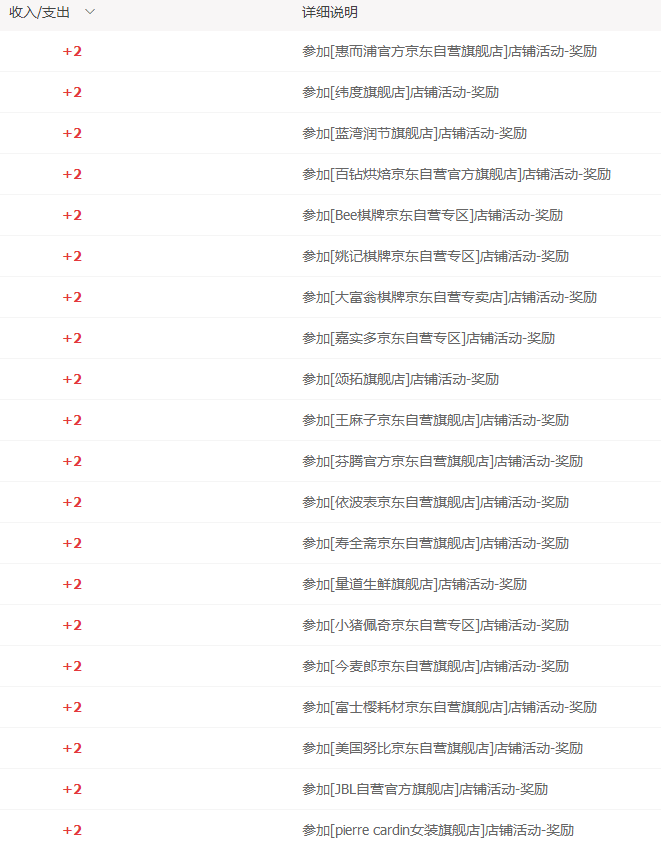 收入/支出 详细说明
+2 参加[惠而浦官方京东自营旗舰店]店铺活动-奖励
+2 参加[纬度旗舰店]店铺活动-奖励
+2 参加[蓝湾润节旗舰店]店铺活动-奖励
+2 参加[百钻烘焙京东自营官方旗舰店]店铺活动-奖励
+2 参加[Bee棋牌京东自营专区]店铺活动-奖励
+2 参加[姚记棋牌京东自营专区]店铺活动-奖励
+2 参加[大富翁棋牌京东自营专卖店]店铺活动-奖励
+2 参加[嘉实多京东自营专区]店铺活动-奖励
+2 参加[颂拓旗舰店]店铺活动-奖励
+2 参加[王麻子京东自营旗舰店]店铺活动-奖励
+2 参加[芬腾官方京东自营旗舰店]店铺活动-奖励
+2 参加[依波表京东自营旗舰店]店铺活动-奖励
+2 参加[寿全斋京东自营旗舰店]店铺活动-奖励
+2 参加[量道生鲜旗舰店]店铺活动-奖励
+2 参加[小猪佩奇京东自营专区]店铺活动-奖励
+2 参加[今麦郎京东自营旗舰店]店铺活动-奖励
+2 参加[富士樱耗材京东自营旗舰店]店铺活动-奖励
+2 参加[美国努比京东自营旗舰店]店铺活动-奖励
+2 参加[JBL自营官方旗舰店]店铺活动-奖励
+2 参加[pierre cardin女装旗舰店]店铺活动-奖励